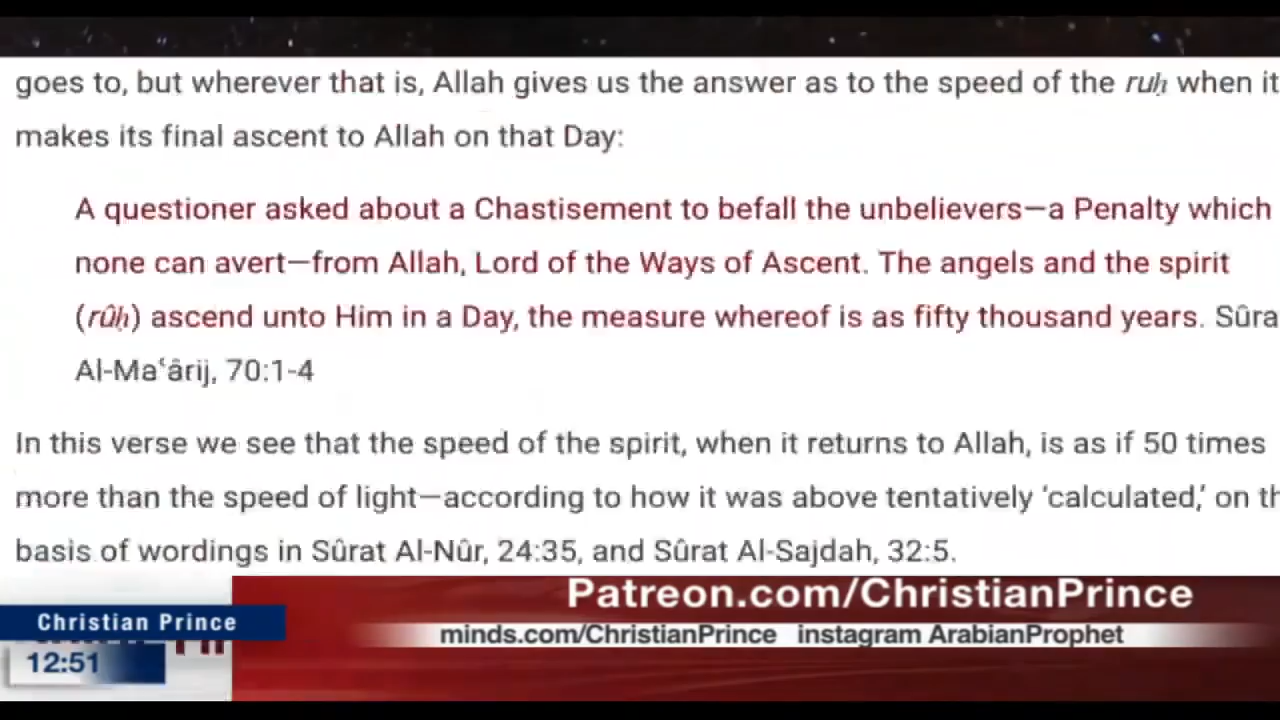 goes to, but wherever that is, Allah gives us the answer as to the speed of the ruḥ when it
makes its final ascent to Allah on that Day:
A questioner asked about a Chastisement to befall the unbelievers—a Penalty which
none can avert—from Allah, Lord of the Ways of Ascent. The angels and the spirit
(rûḥ) ascend unto Him in a Day, the measure whereof is as fifty thousand years. Sûra
Al-Maʿârij, 70:1-4
In this verse we see that the speed of the spirit, when it returns to Allah, is as if 50 times
more than the speed of light—according to how it was above tentatively ‘calculated,’ on th
basis of wordings in Sûrat Al-Nûr, 24:35, and Sûrat Al-Sajdah, 32:5.
Patreon.com/ChristianPrince
Christian Prince
minds.com/ChristianPrince instagram ArabianProphet
12:51